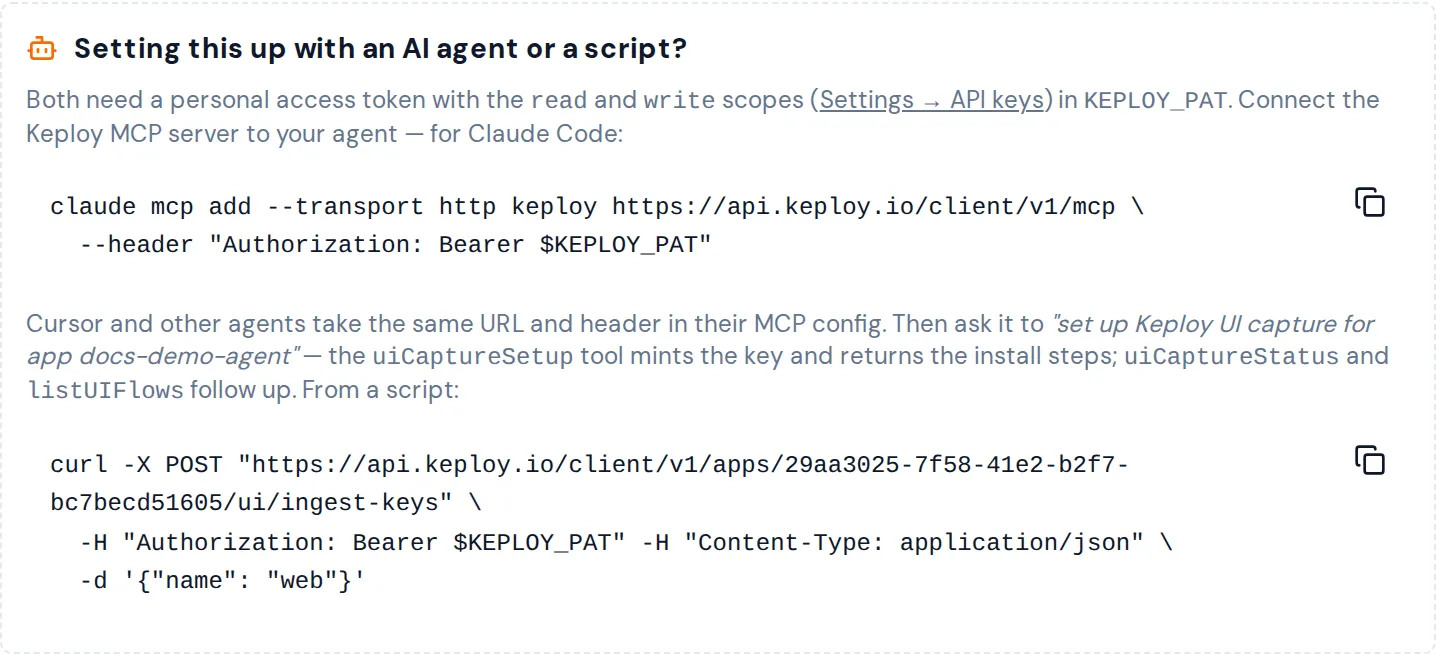 Setting this up with an AI agent or a script?
Both need a personal access token with the read and write scopes (Settings → API keys) in KEPLOY_PAT. Connect the
Keploy MCP server to your agent — for Claude Code:
claude mcp add --transport http keploy https://api.keploy.io/client/v1/mcp \
  --header "Authorization: Bearer $KEPLOY_PAT"
Cursor and other agents take the same URL and header in their MCP config. Then ask it to "set up Keploy UI capture for
app docs-demo-agent" — the uiCaptureSetup tool mints the key and returns the install steps; uiCaptureStatus and
listUIFlows follow up. From a script:
curl -X POST "https://api.keploy.io/client/v1/apps/29aa3025-7f58-41e2-b2f7-
bc7becd51605/ui/ingest-keys" \
  -H "Authorization: Bearer $KEPLOY_PAT" -H "Content-Type: application/json" \
  -d '{"name": "web"}'